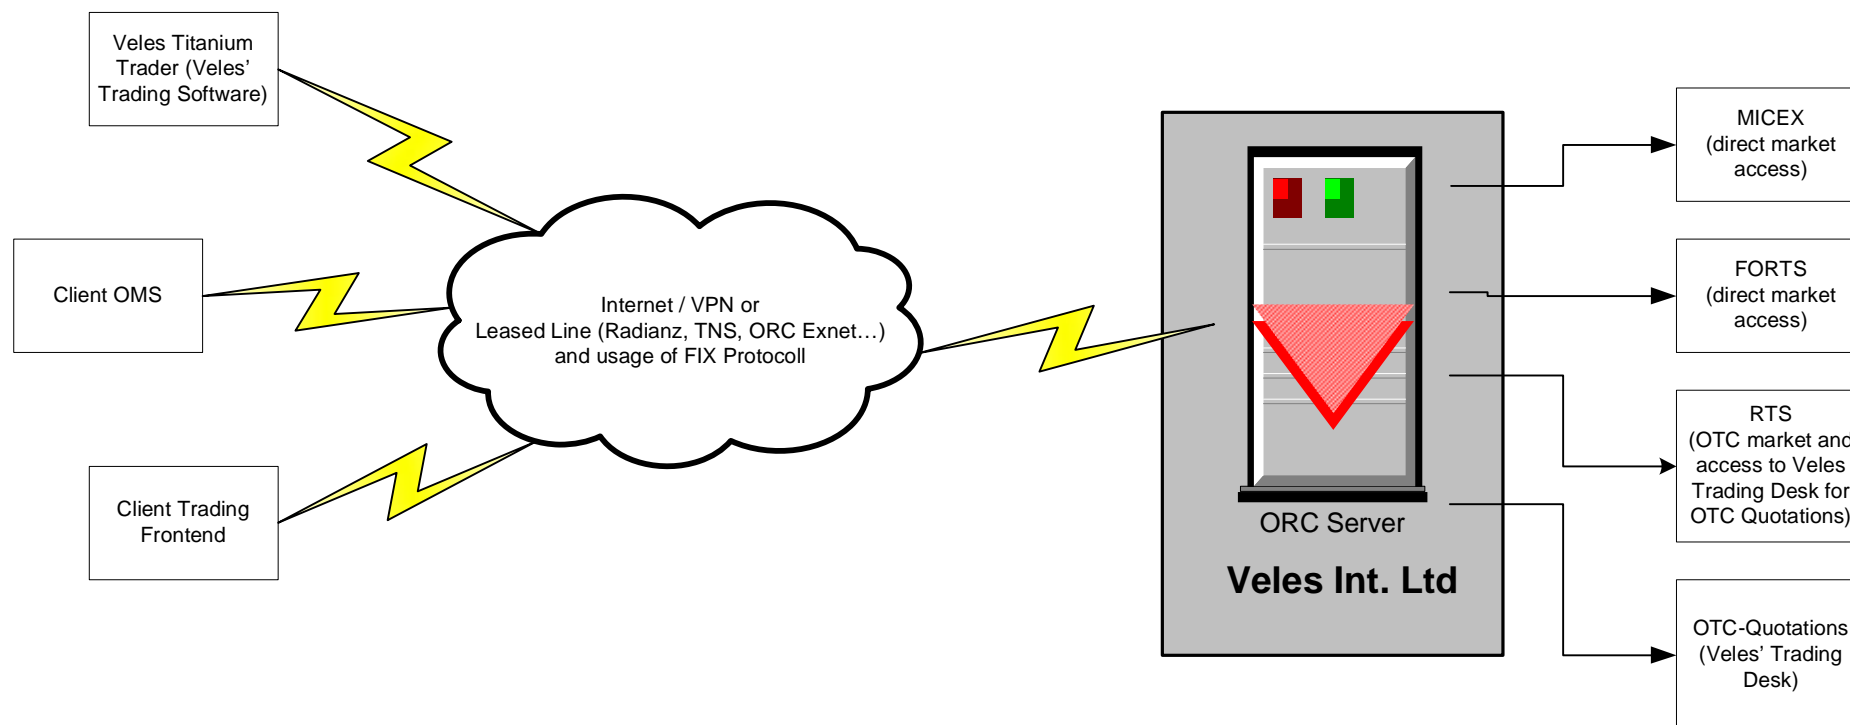 Veles Titanium
Trader (Veles’
Trading Software)
Client OMS
Client Trading
Frontend
Internet / VPN or
Leased Line (Radianz, TNS, ORC Exnet…)
and usage of FIX Protocoll
ORC Server
Veles Int. Ltd
MICEX
(direct market
access)
FORTS
(direct market
access)
RTS
(OTC market and
access to Veles
Trading Desk for
OTC Quotations)
OTC-Quotations
(Veles’ Trading
Desk)